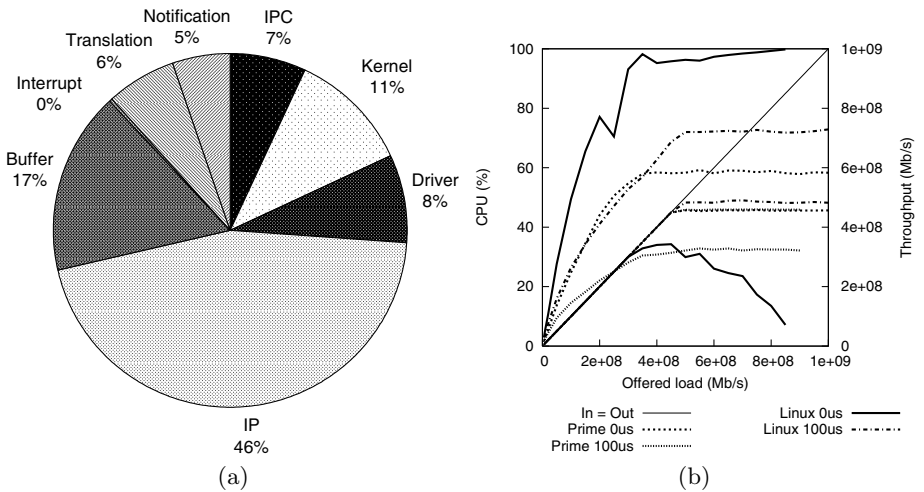 Notification
5%
IPC
7%
Translation
6%
Kernel
11%
Interrupt
0%
Buffer
17%
Driver
8%
IP
46%
(a)
100
80
60
40
20
0
CPU (%)
1e+09
8e+08
6e+08
4e+08
2e+08
0
Throughput (Mb/s)
0 2e+08 4e+08 6e+08 8e+08 1e+09
Offered load (Mb/s)
In = Out
Prime 0us
Prime 100us
Linux 0us
Linux 100us
(b)